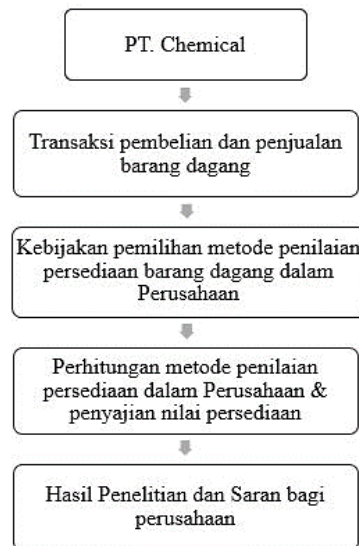 PT. Chemical
Transaksi pembelian dan penjualan
barang dagang
Kebijakan pemilihan metode penilaian
persediaan barang dagang dalam
Perusahaan
Perhitungan metode penilaian
persediaan dalam Perusahaan &
penyajian nilai persediaan
Hasil Penelitian dan Saran bagi
perusahaan